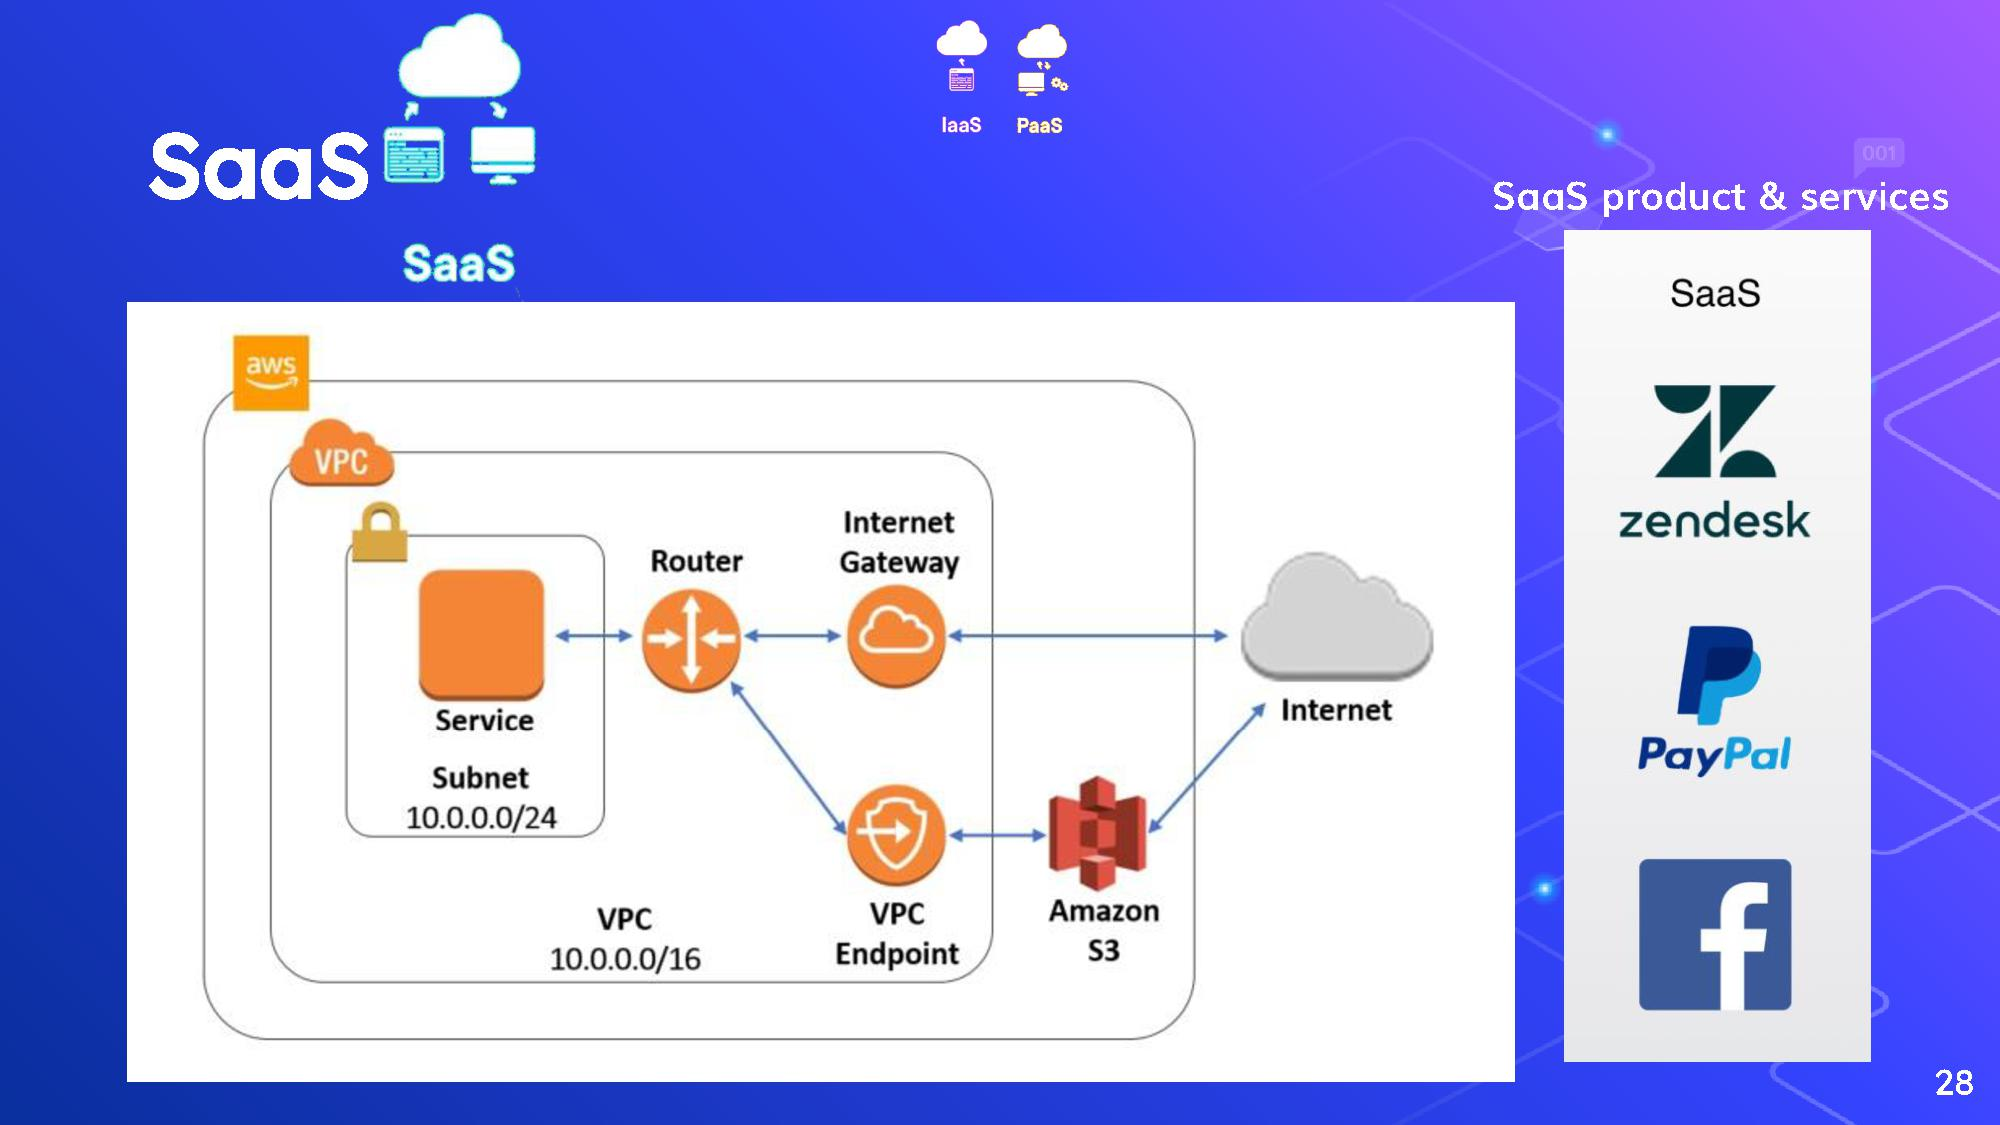 SaaS
SaaS
IaaS
PaaS
001
SaaS product & services
aws
VPC
Service
Subnet
10.0.0.0/24
Router
Internet
Gateway
Internet
VPC
10.0.0.0/16
VPC
Endpoint
Amazon
S3
SaaS
zendesk
PayPal
28